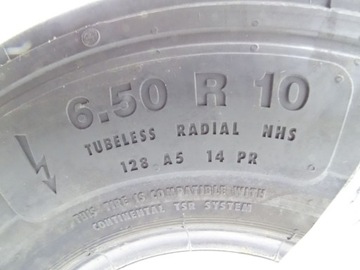 6.50 R 10
TUBELESS RADIAL NHS
128 A5 14 PR
THIS TIRE IS COMPATIBLE WITH
CONTINENTAL TSR SYSTEM